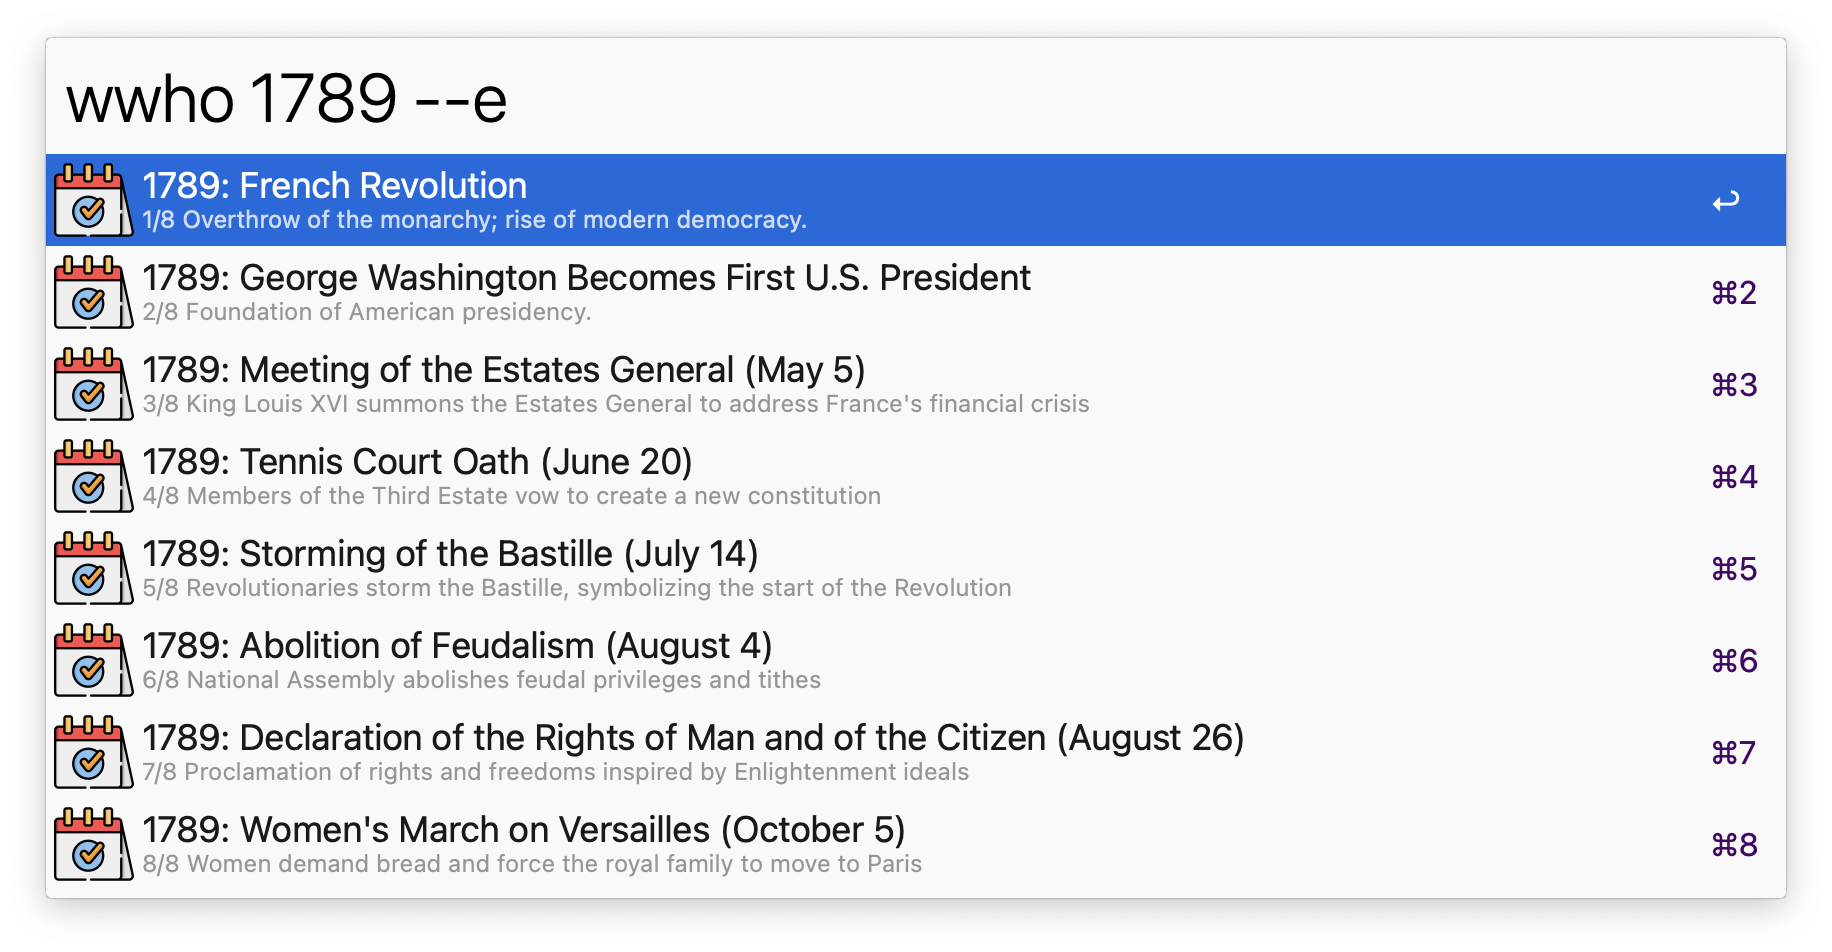 wwho 1789 --e
1789: French Revolution
1/8 Overthrow of the monarchy; rise of modern democracy.
↩
1789: George Washington Becomes First U.S. President
2/8 Foundation of American presidency.
⌘2
1789: Meeting of the Estates General (May 5)
3/8 King Louis XVI summons the Estates General to address France's financial crisis
⌘3
1789: Tennis Court Oath (June 20)
4/8 Members of the Third Estate vow to create a new constitution
⌘4
1789: Storming of the Bastille (July 14)
5/8 Revolutionaries storm the Bastille, symbolizing the start of the Revolution
⌘5
1789: Abolition of Feudalism (August 4)
6/8 National Assembly abolishes feudal privileges and tithes
⌘6
1789: Declaration of the Rights of Man and of the Citizen (August 26)
7/8 Proclamation of rights and freedoms inspired by Enlightenment ideals
⌘7
1789: Women's March on Versailles (October 5)
8/8 Women demand bread and force the royal family to move to Paris
⌘8